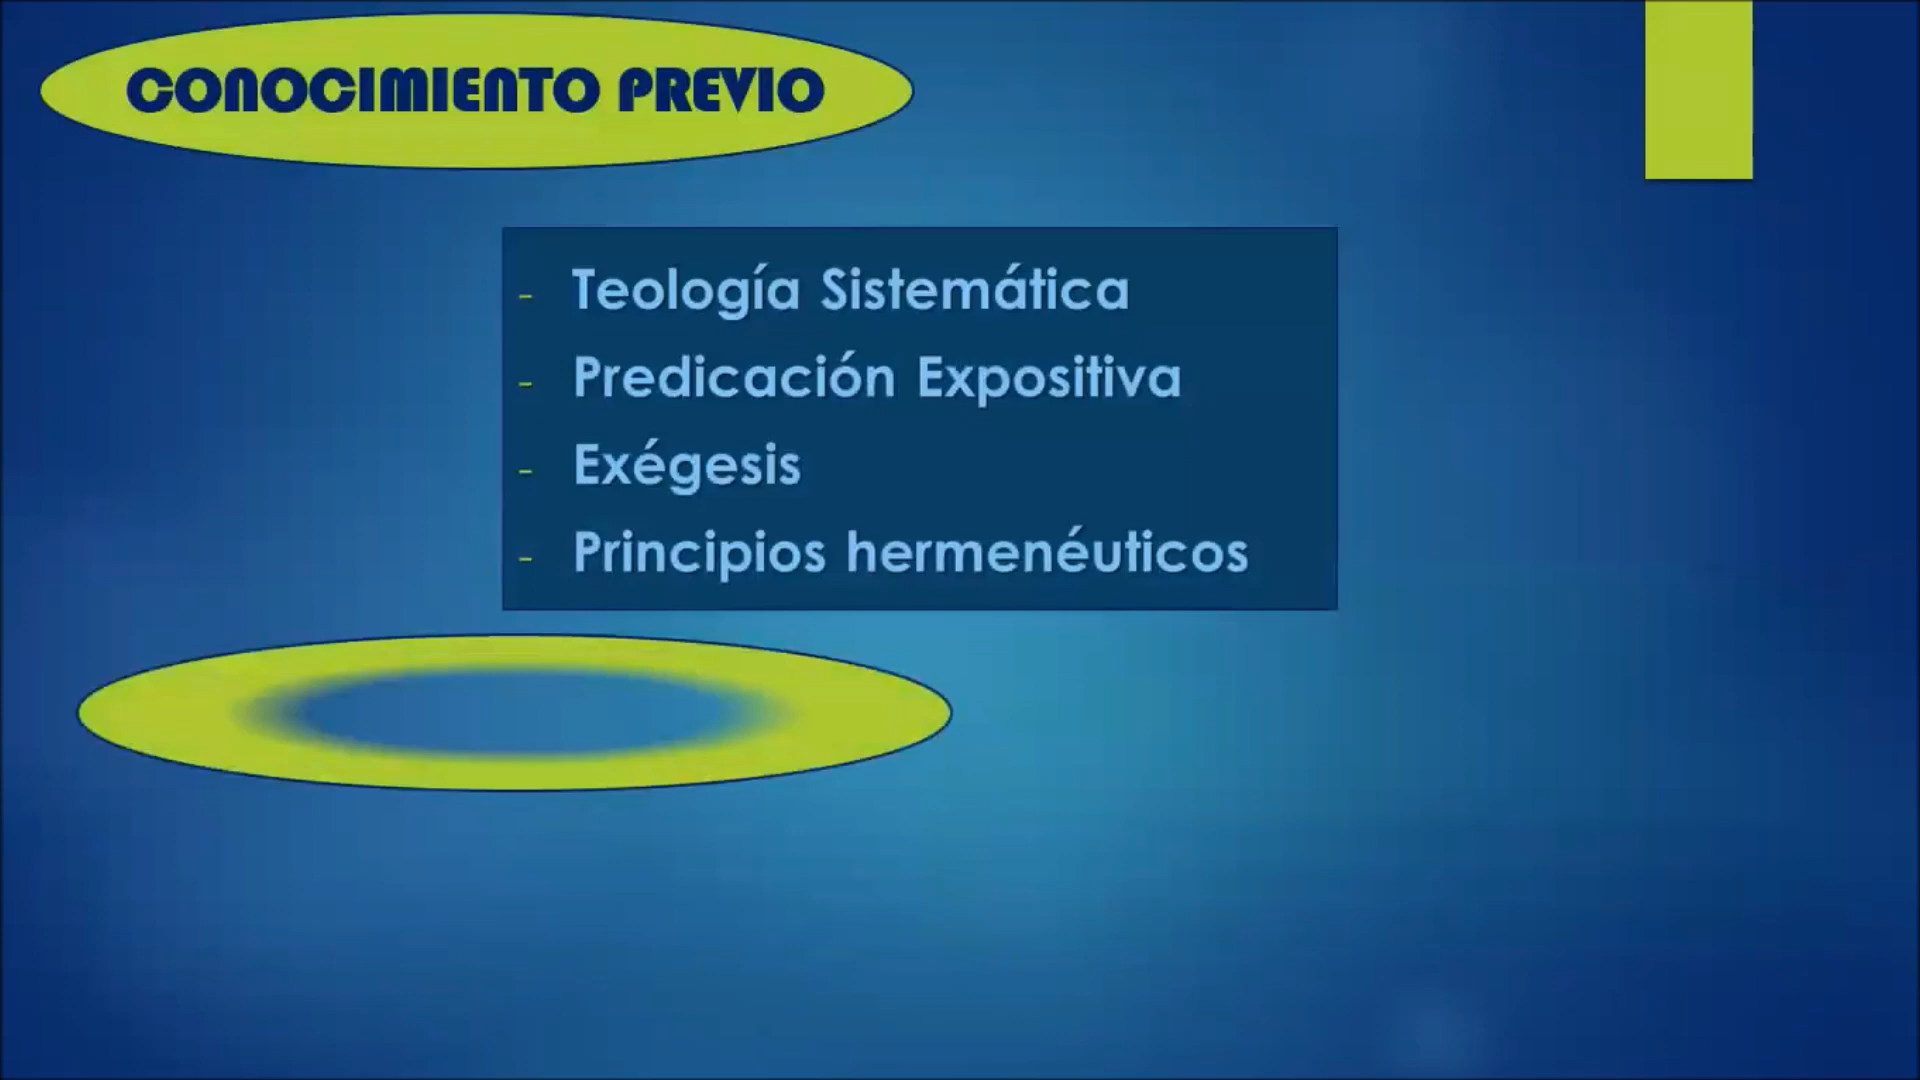 CONOCIMIENTO PREVIO
- Teología Sistemática
- Predicación Expositiva
- Exégesis
- Principios hermenéuticos